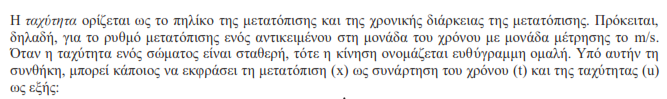 Η ταχύτητα ορίζεται ως το πηλίκο της μετατόπισης και της χρονικής διάρκειας της μετατόπισης. Πρόκειται,
δηλαδή, για το ρυθμό μετατόπισης ενός αντικειμένου στη μονάδα του χρόνου με μονάδα μέτρησης το m/s.
Όταν η ταχύτητα ενός σώματος είναι σταθερή, τότε η κίνηση ονομάζεται ευθύγραμμη ομαλή. Υπό αυτήν τη
συνθήκη, μπορεί κάποιος να εκφράσει τη μετατόπιση (x) ως συνάρτηση του χρόνου (t) και της ταχύτητας (u)
ως εξής: